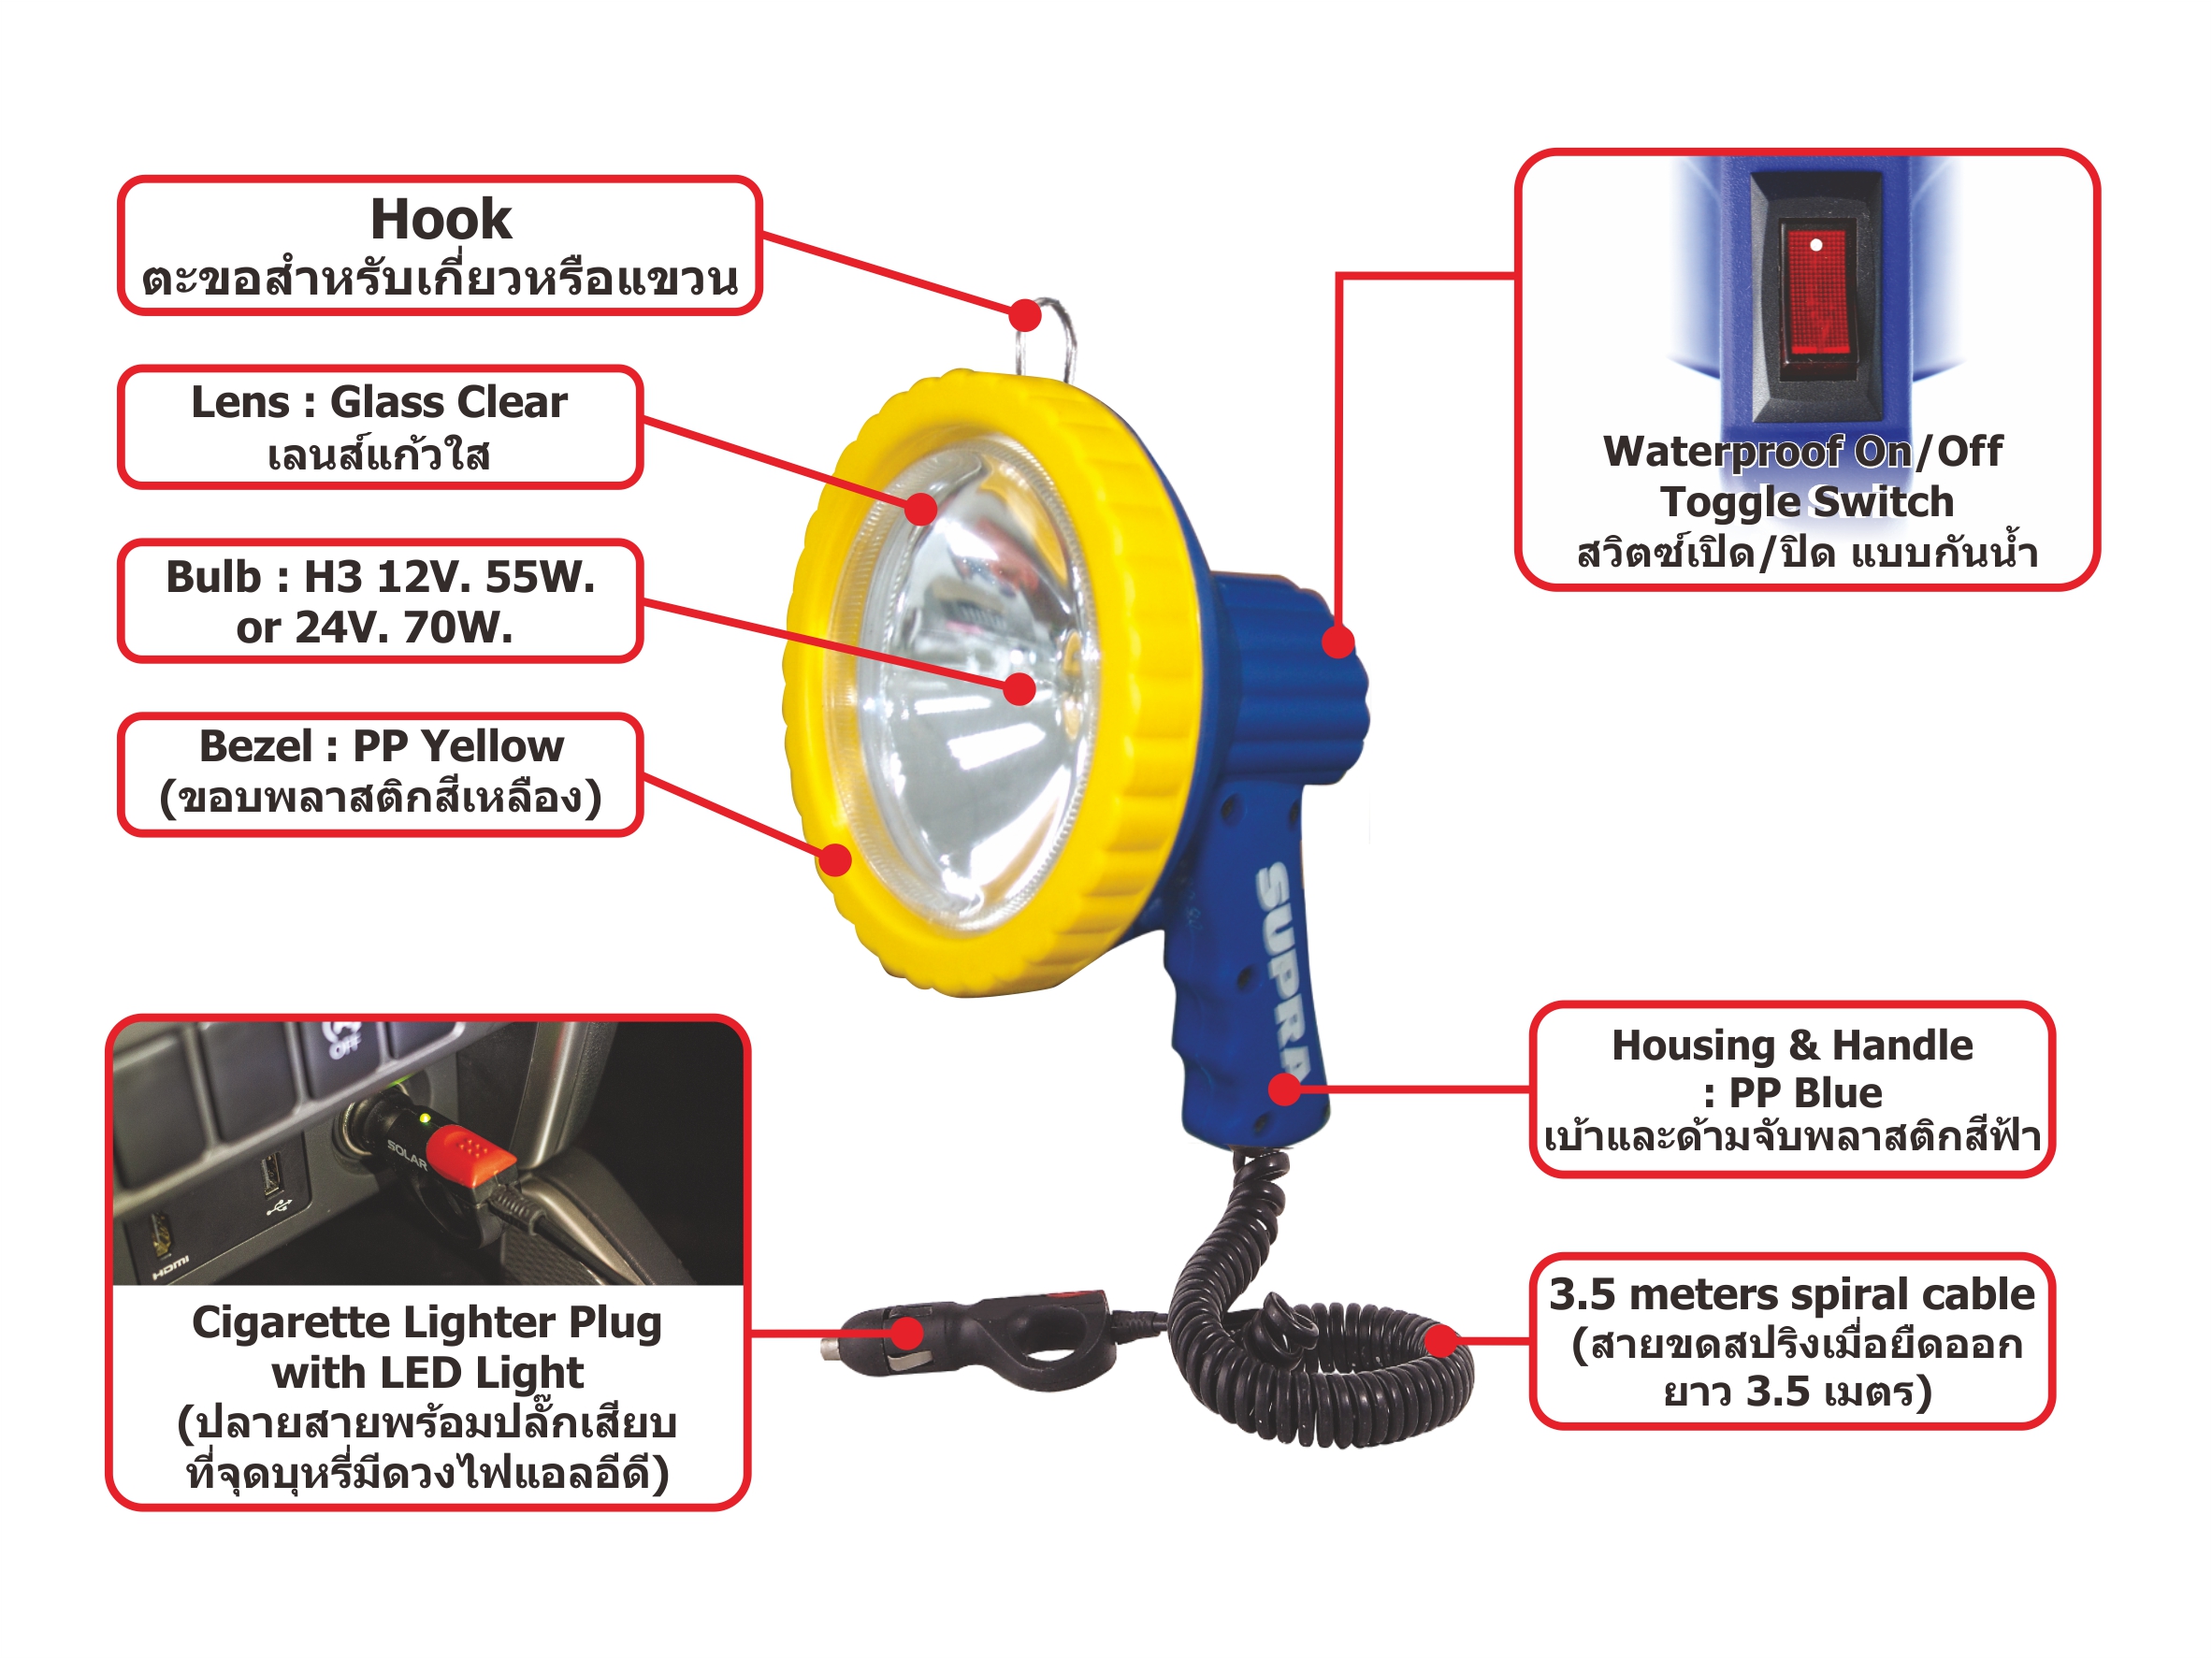 Hook
ตะขอสำหรับเกี่ยวหรือแขวน
Lens : Glass Clear
เลนส์แก้วใส
Bulb : H3 12V. 55W.
or 24V. 70W.
Bezel : PP Yellow
(ขอบพลาสติกสีเหลือง)
OFF
SOLAR
HDMI
Cigarette Lighter Plug
with LED Light
(ปลายสายพร้อมปลั๊กเสียบ
ที่จุดบุหรี่มีดวงไฟแอลอีดี)
SUPRA
Waterproof On/Off
Toggle Switch
สวิตซ์เปิด/ปิด แบบกันน้ำ
Housing & Handle
: PP Blue
เบ้าและด้ามจับพลาสติกสีฟ้า
3.5 meters spiral cable
(สายขดสปริงเมื่อยืดออก
ยาว 3.5 เมตร)